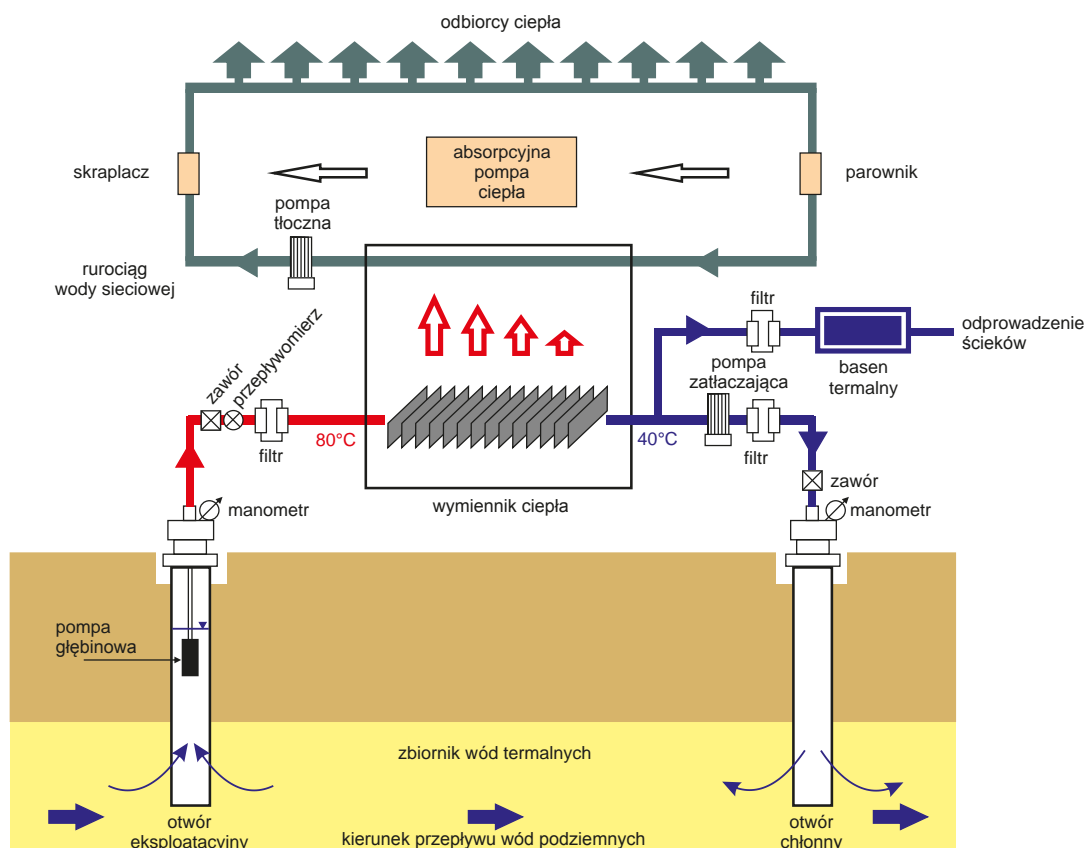 odbiorcy ciepła
skraplacz
absorpcyjna
pompa
ciepła
parownik
pompa
tłoczna
rurociąg
wody sieciowej
zawór
przepływomierz
filtr
80°C
wymiennik ciepła
40°C
filtr
basen
termalny
odprowadzenie
ścieków
pompa
zatłaczająca
filtr
zawór
manometr
manometr
pompa
głębinowa
zbiornik wód termalnych
otwór
eksploatacyjny
kierunek przepływu wód podziemnych
otwór
chłonny